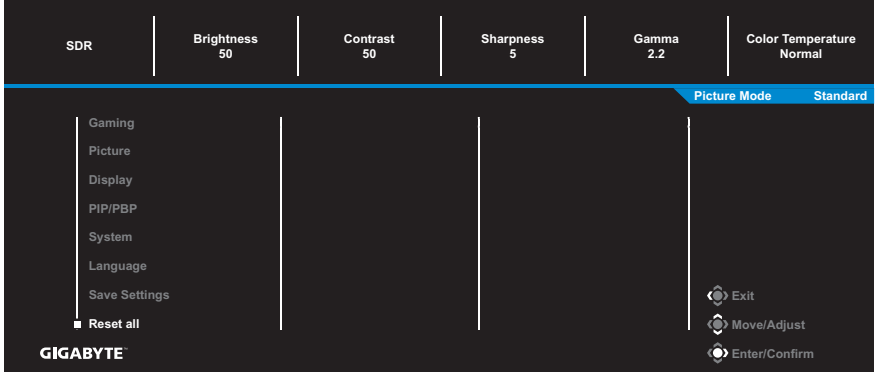 SDR
Brightness
50
Contrast
50
Sharpness
5
Gamma
2.2
Color Temperature
Normal
Picture Mode Standard
Gaming
Picture
Display
PIP/PBP
System
Language
Save Settings
Reset all
Exit
Move/Adjust
Enter/Confirm
GIGABYTE™